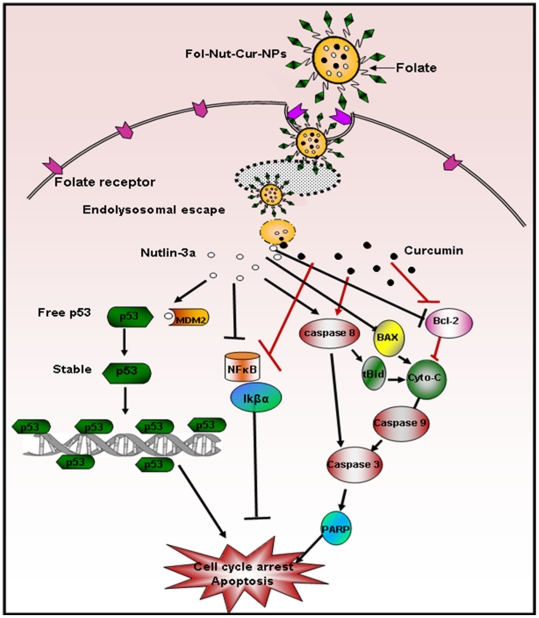 Fol-Nut-Cur-NPs
Folate
Folate receptor
Endolysosomal escape
Nutlin-3a
Curcumin
Free p53
p53
MDM2
Bcl-2
caspase 8
BAX
Stable
p53
NFκB
tBid
Cyto-C
Ikβα
p53
p53
p53
p53
Caspase 9
p53
p53
Caspase 3
PARP
Cell cycle arrest
Apoptosis